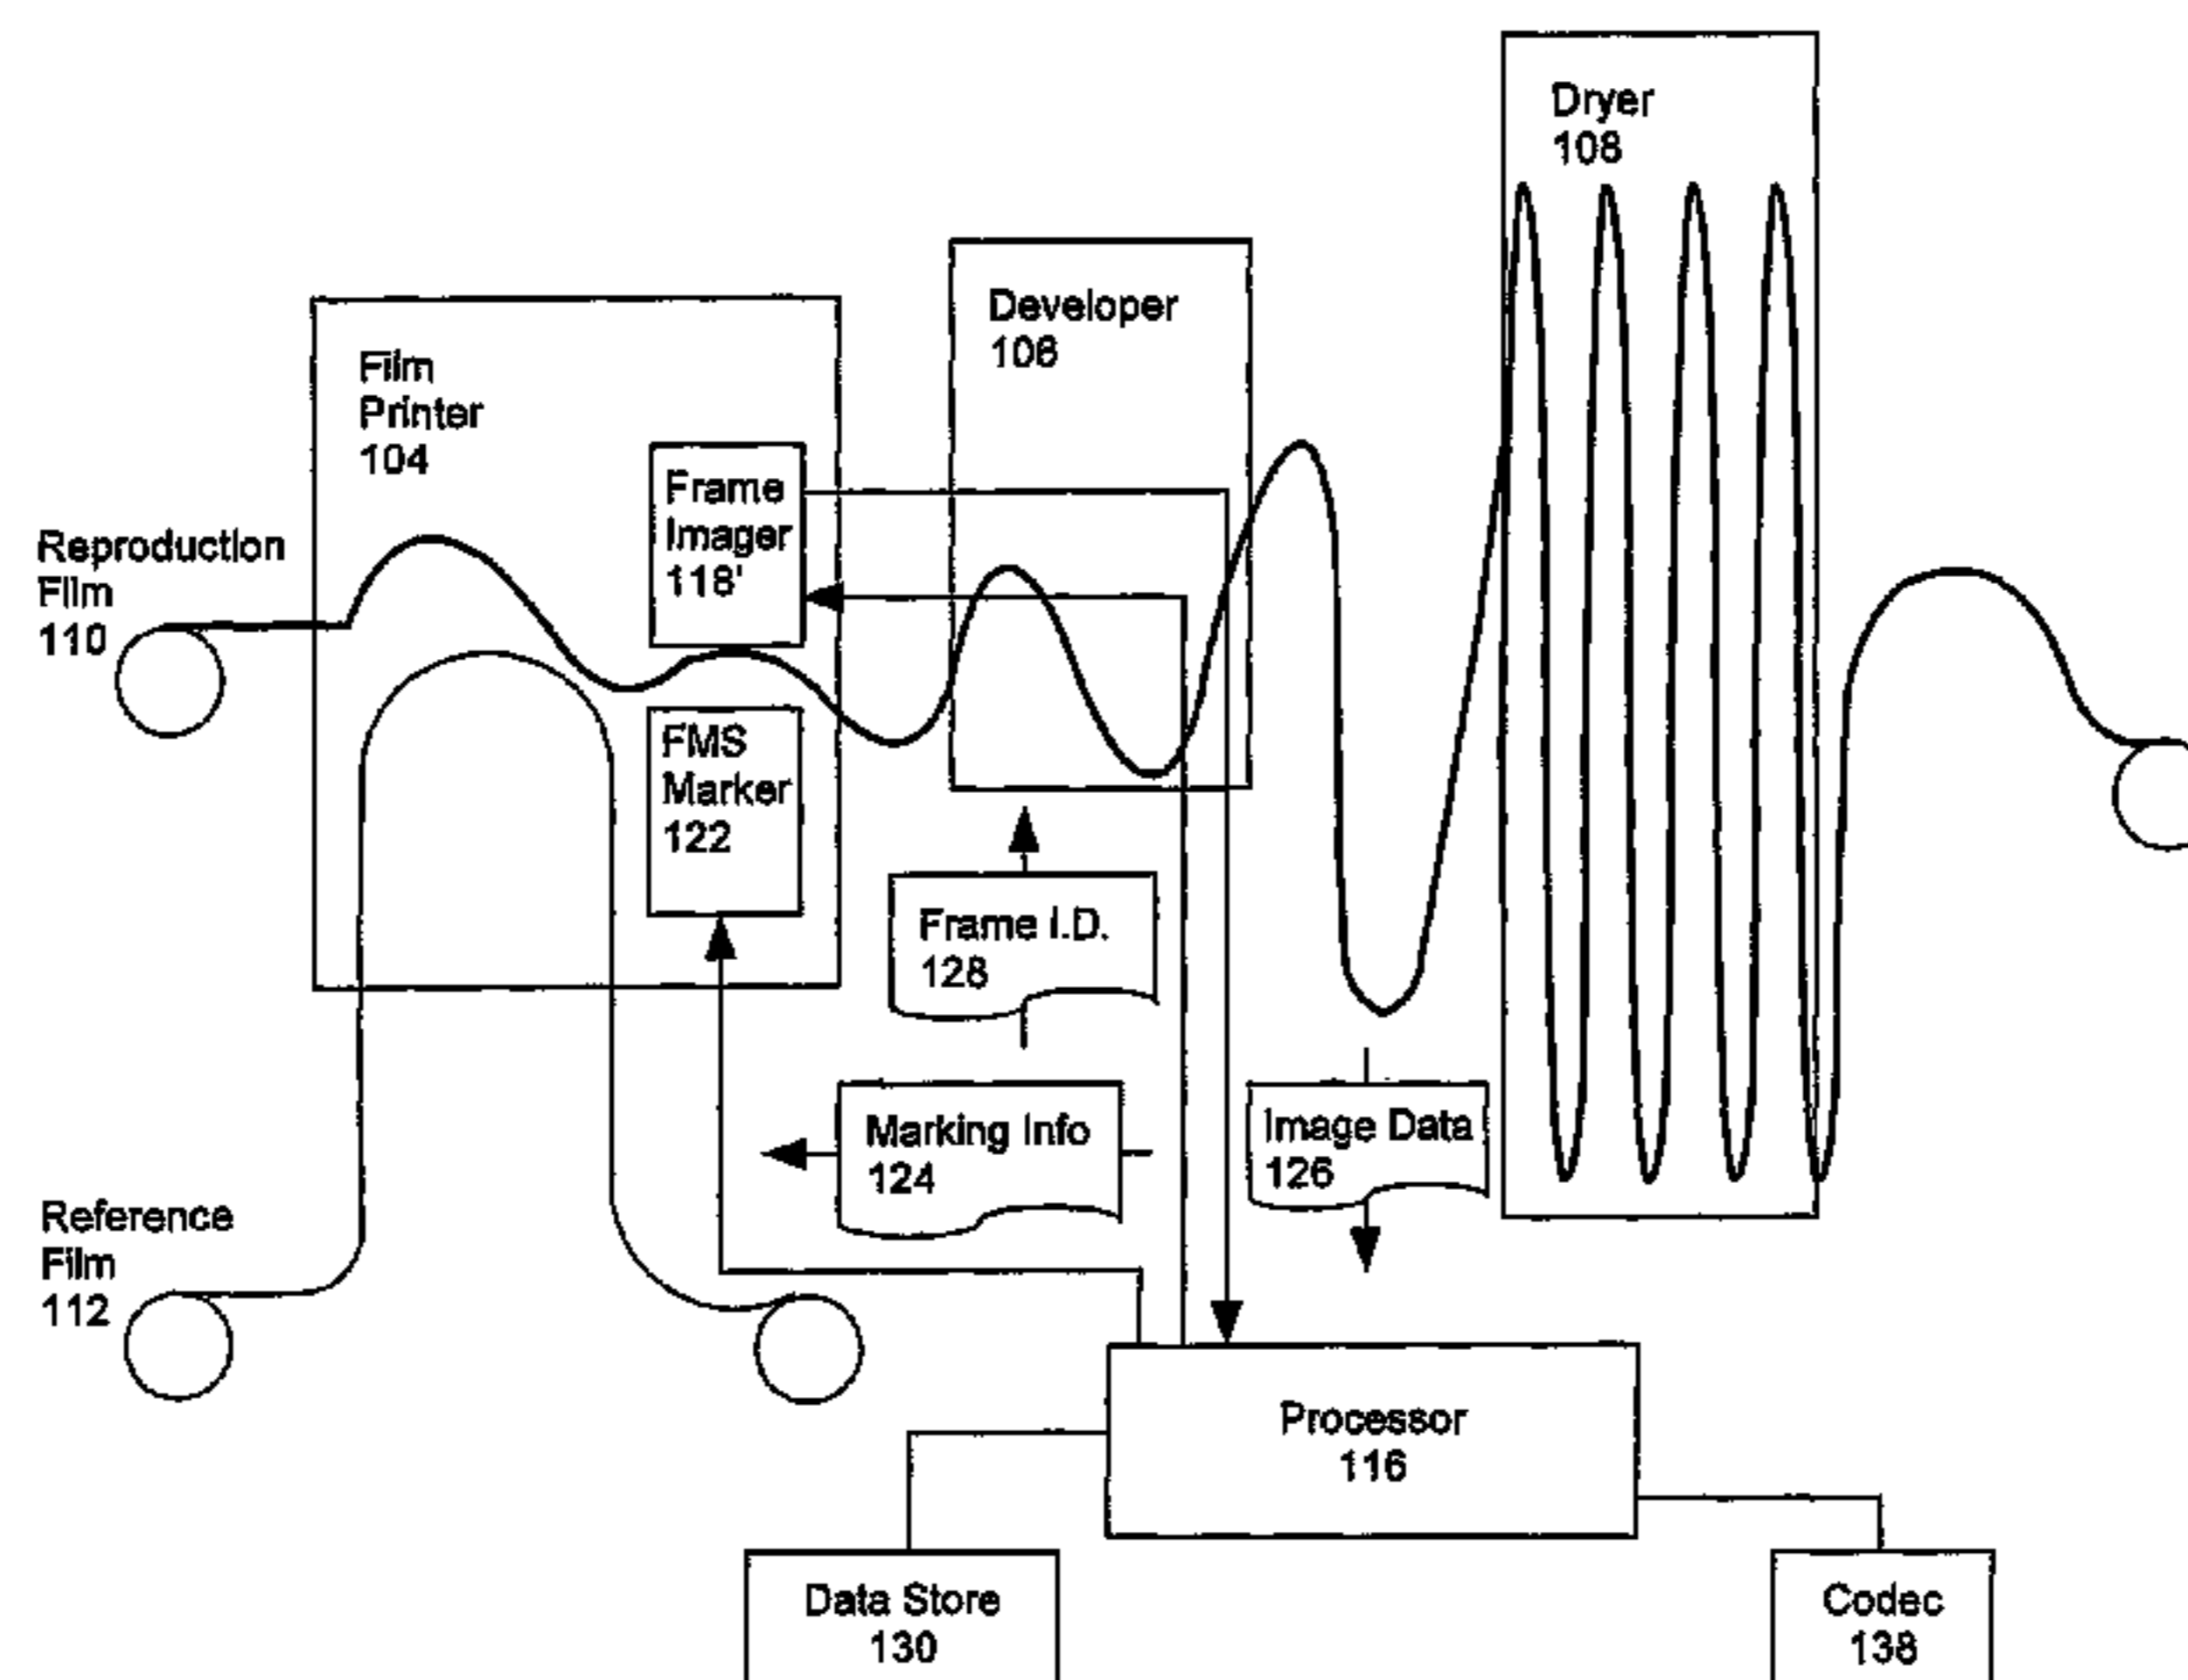 Dryer
108
Developer
106
Film
Printer
104
Frame
Imager
118'
Reproduction
Film
110
FMS
Marker
122
Frame I.D.
128
Marking Info
124
Image Data
126
Reference
Film
112
Processor
116
Data Store
130
Codec
138